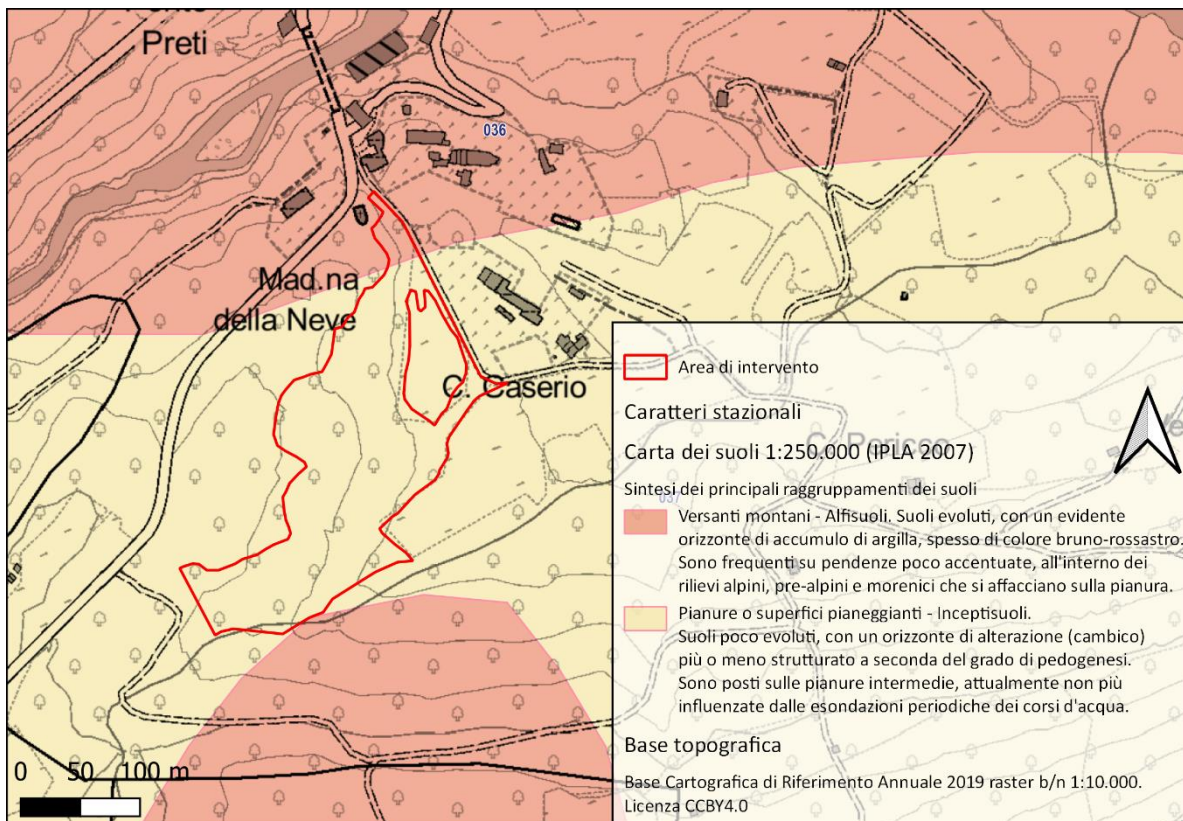 Preti
036
Mad.na
della Neve
C. Caserio
0 50 100 m
Area di intervento
Caratteri stazionali
Carta dei suoli 1:250.000 (IPLA 2007)
Sintesi dei principali raggruppamenti dei suoli
037
Versanti montani - Alfisuoli. Suoli evoluti, con un evidente
orizzonte di accumulo di argilla, spesso di colore bruno-rossastro.
Sono frequenti su pendenze poco accentuate, all'interno dei
rilievi alpini, pre-alpini e morenici che si affacciano sulla pianura.
Pianure o superfici pianeggianti - Inceptisuoli.
Suoli poco evoluti, con un orizzonte di alterazione (cambico)
più o meno strutturato a seconda del grado di pedogenesi.
Sono posti sulle pianure intermedie, attualmente non più
influenzate dalle esondazioni periodiche dei corsi d'acqua.
Base topografica
Base Cartografica di Riferimento Annuale 2019 raster b/n 1:10.000.
Licenza CCBY4.0